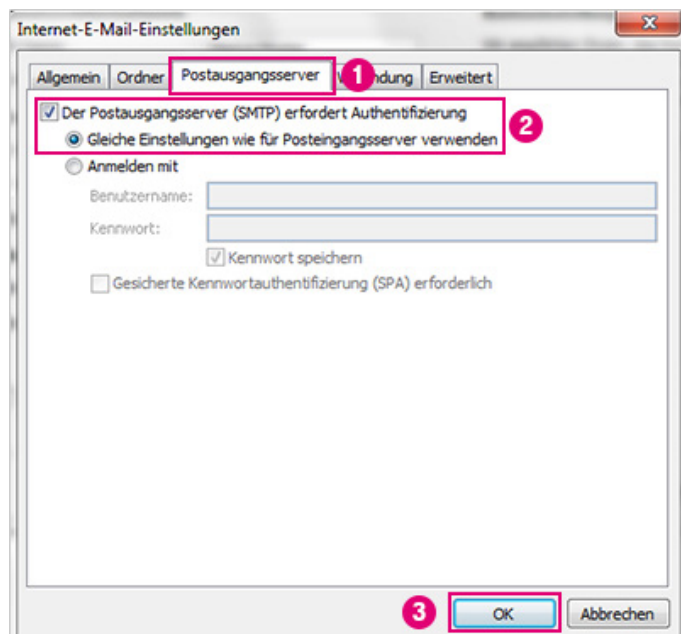 Internet-E-Mail-Einstellungen
Allgemein Ordner Postausgangsserver 1 Erweitert
Der Postausgangsserver (SMTP) erfordert Authentifizierung
Gleiche Einstellungen wie für Posteingangsserver verwenden 2
Anmelden mit
Benutzername:
Kennwort:
Kennwort speichern
Gesicherte Kennwortauthentifizierung (SPA) erforderlich
3 OK Abbrechen